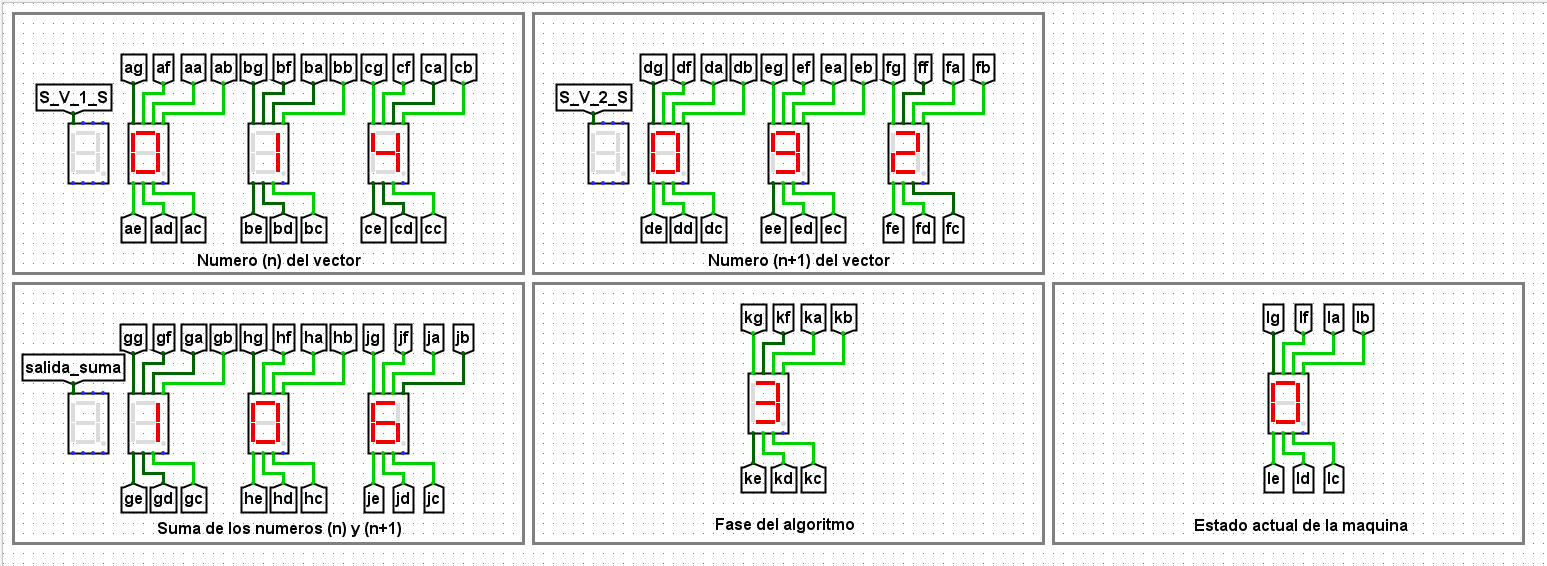 ag af aa ab bg bf ba bb cg cf ca cb
S_V_1_S
0 1 4
ae ad ac be bd bc ce cd cc
Numero (n) del vector
dg df da db eg ef ea eb fg ff fa fb
S_V_2_S
0 9 2
de dd dc ee ed ec fe fd fc
Numero (n+1) del vector
gg gf ga gb hg hf ha hb jg jf ja jb
salida_suma
1 0 6
ge gd gc he hd hc je jd jc
Suma de los numeros (n) y (n+1)
kg kf ka kb
3
ke kd kc
Fase del algoritmo
lg lf la lb
0
le ld lc
Estado actual de la maquina